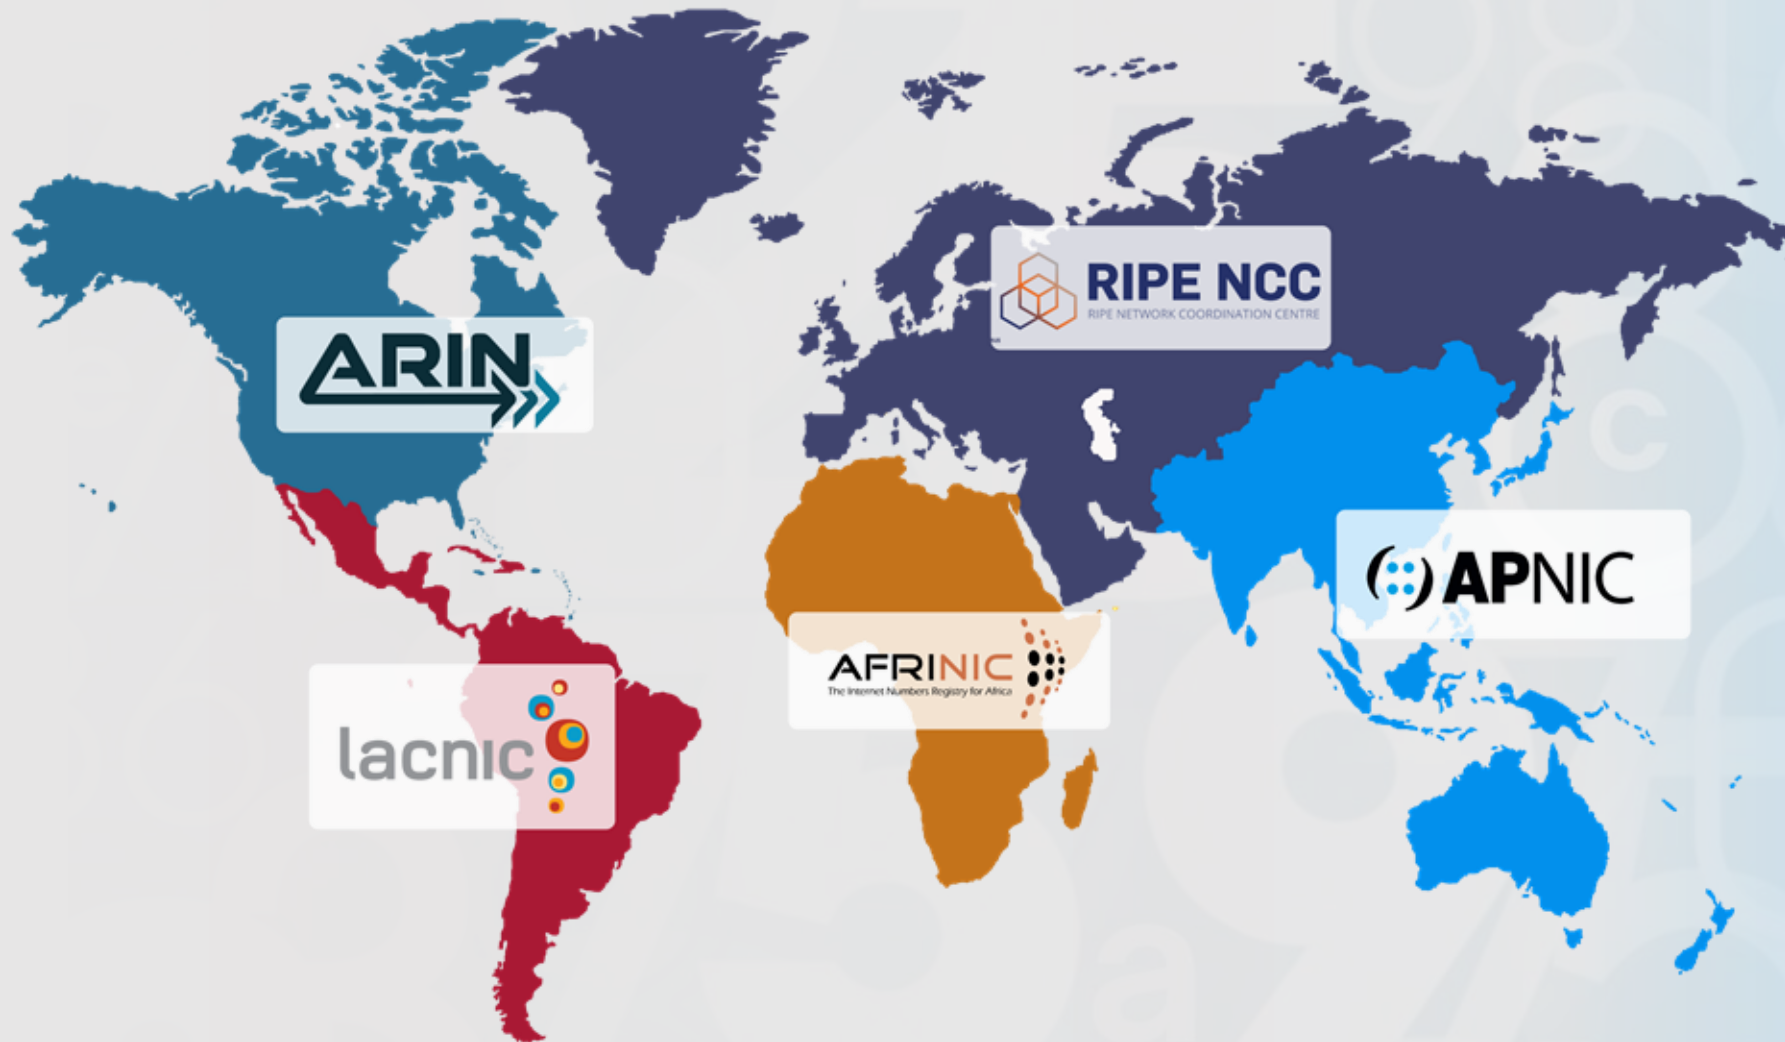 RIPE NCC
RIPE NETWORK COORDINATION CENTRE
ARIN
APNIC
AFRINIC
The Internet Numbers Registry for Africa
lacnic
c
a